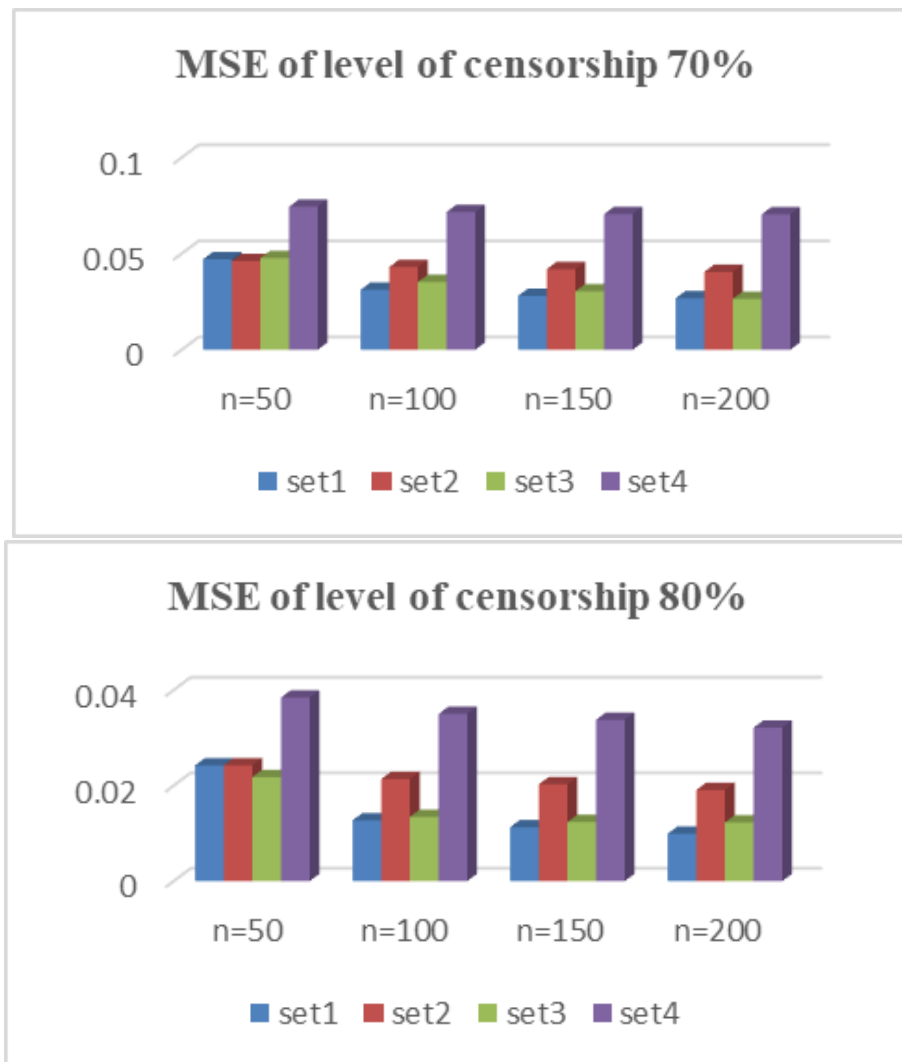 MSE of level of censorship 70%
0.1
0.05
0
n=50 n=100 n=150 n=200
set1 set2 set3 set4
MSE of level of censorship 80%
0.04
0.02
0
n=50 n=100 n=150 n=200
set1 set2 set3 set4